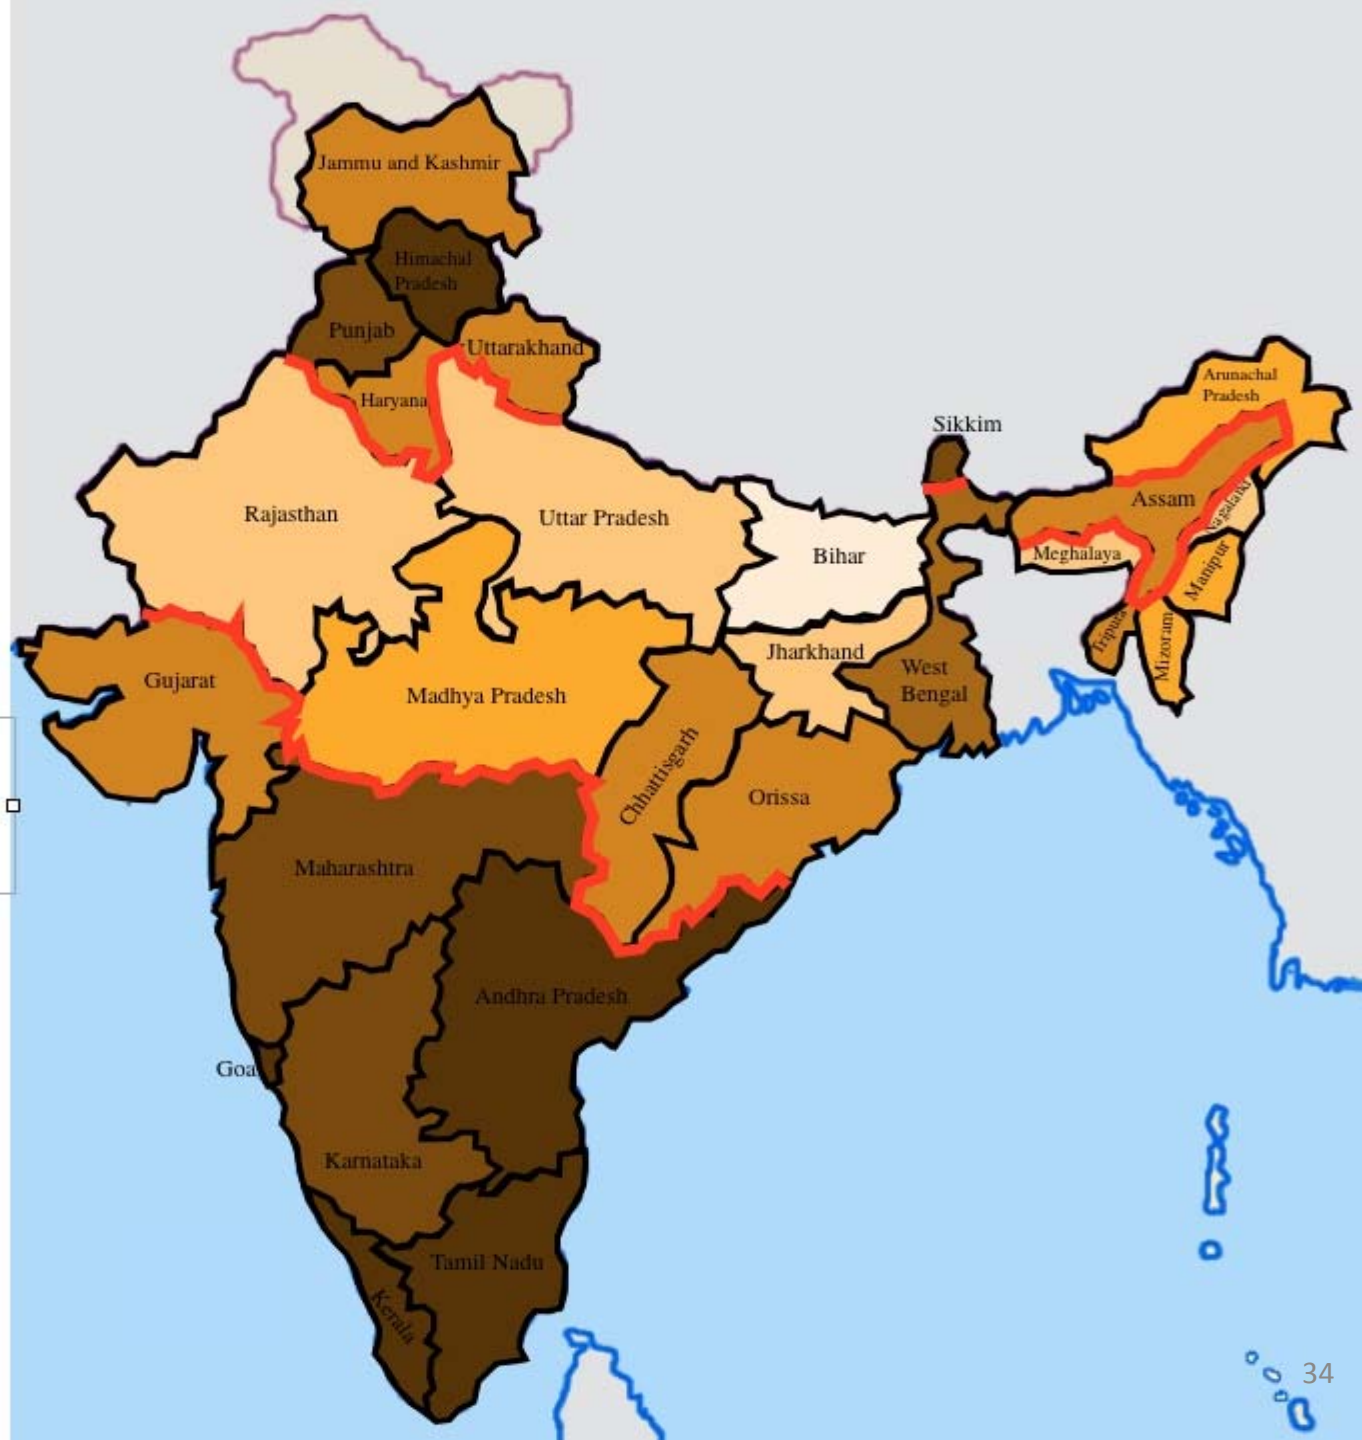 Jammu and Kashmir
Himachal
Pradesh
Punjab
Uttarakhand
Haryana
Arunachal
Pradesh
Sikkim
Rajasthan
Uttar Pradesh
Assam
Nagaland
Bihar
Meghalaya
Manipur
Tripura
Mizoram
Jharkhand
Gujarat
West
Bengal
Madhya Pradesh
Chhattisgarh
Orissa
Maharashtra
Andhra Pradesh
Goa
Karnataka
Tamil Nadu
Kerala
34